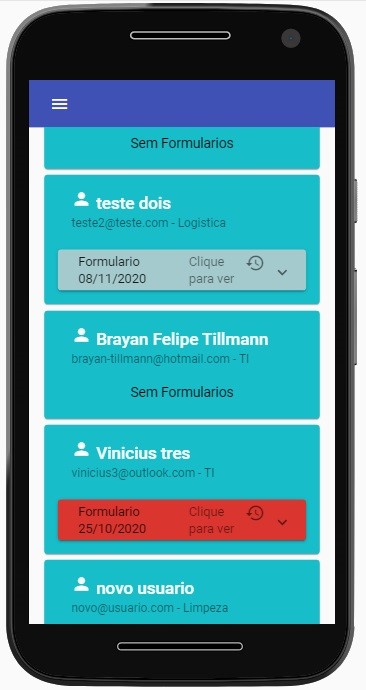 Sem Formularios
teste dois
teste2@teste.com - Logistica
Formulario Clique
08/11/2020 para ver
Brayan Felipe Tillmann
brayan-tillmann@hotmail.com - TI
Sem Formularios
Vinicius tres
vinicius3@outlook.com - TI
Formulario Clique
25/10/2020 para ver
novo usuario
novo@usuario.com - Limpeza